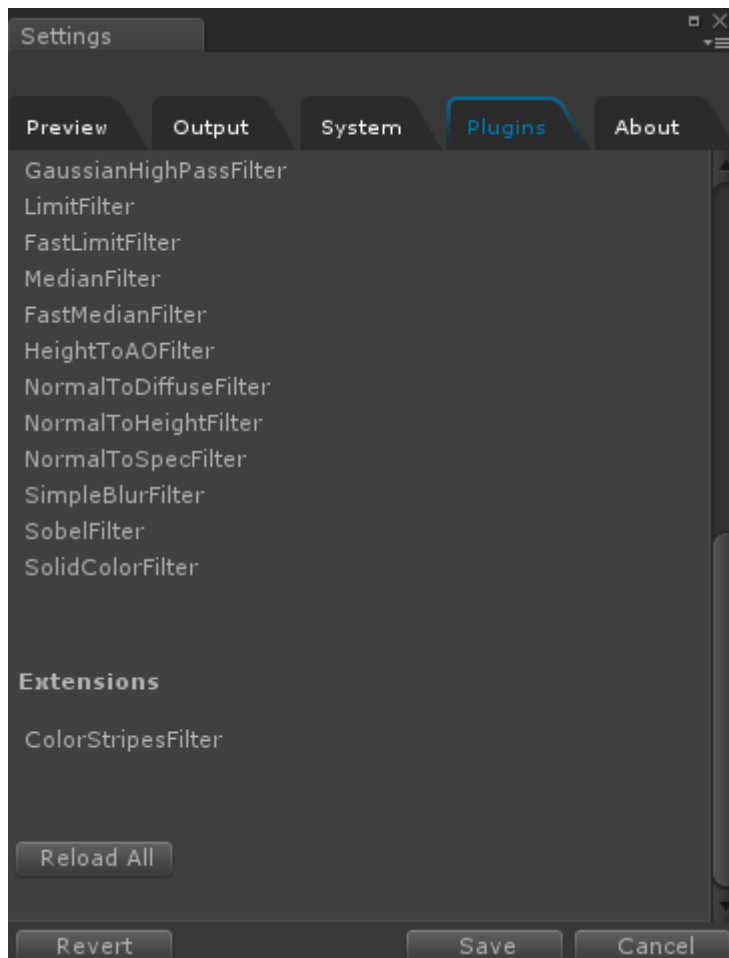 Settings
Preview Output System Plugins About
GaussianHighPassFilter
LimitFilter
FastLimitFilter
MedianFilter
FastMedianFilter
HeightToAOFilter
NormalToDiffuseFilter
NormalToHeightFilter
NormalToSpecFilter
SimpleBlurFilter
SobelFilter
SolidColorFilter
Extensions
ColorStripesFilter
Reload All
Revert Save Cancel